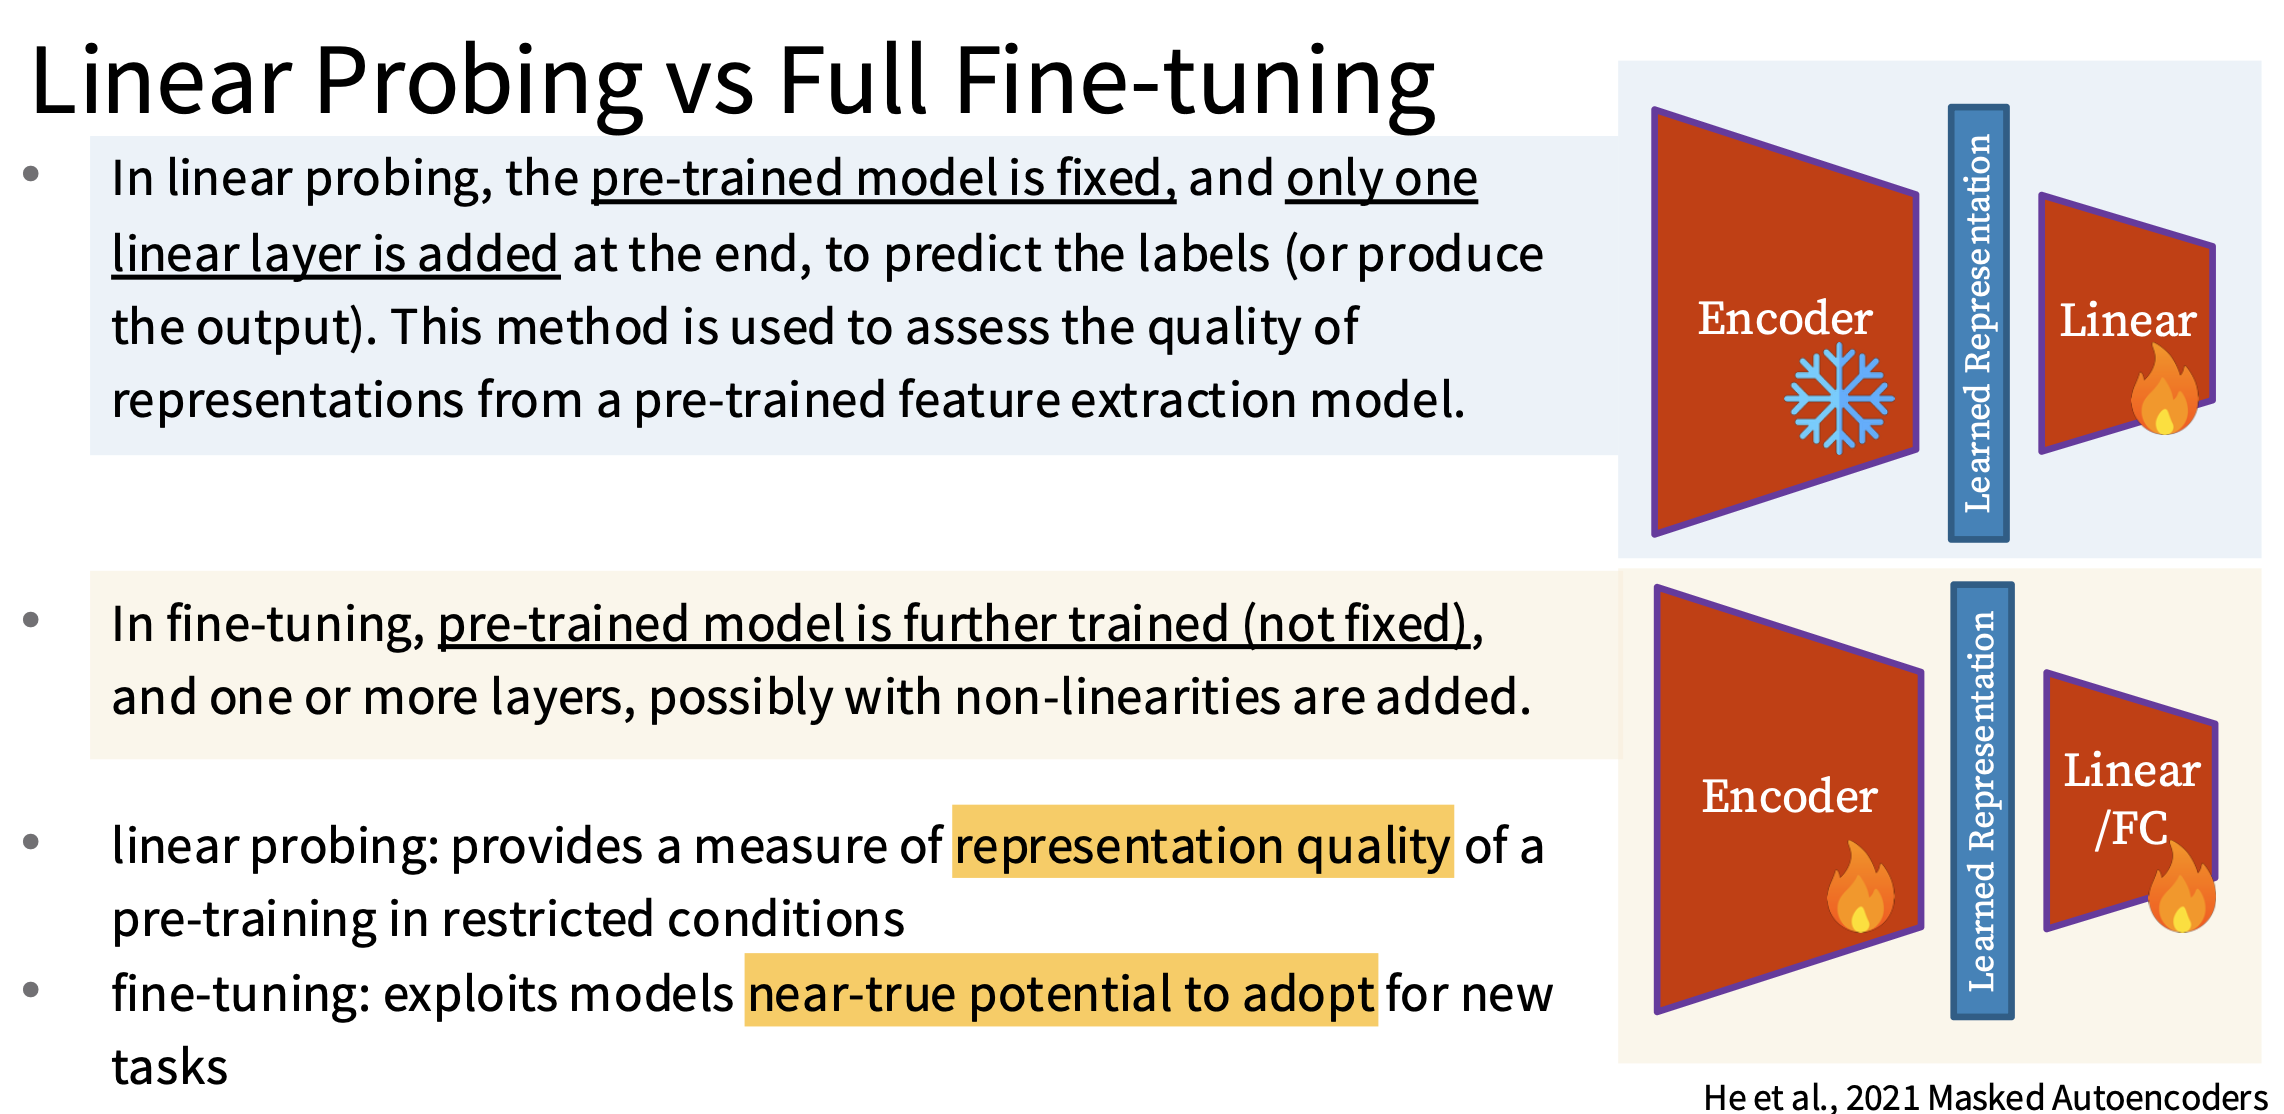 Linear Probing vs Full Fine-tuning
• In linear probing, the pre-trained model is fixed, and only one
linear layer is added at the end, to predict the labels (or produce
the output). This method is used to assess the quality of
representations from a pre-trained feature extraction model.
Encoder
Learned Representation
Linear
• In fine-tuning, pre-trained model is further trained (not fixed),
and one or more layers, possibly with non-linearities are added.
Encoder
Learned Representation
Linear
/FC
• linear probing: provides a measure of representation quality of a
pre-training in restricted conditions
• fine-tuning: exploits models near-true potential to adopt for new
tasks
He et al., 2021 Masked Autoencoders